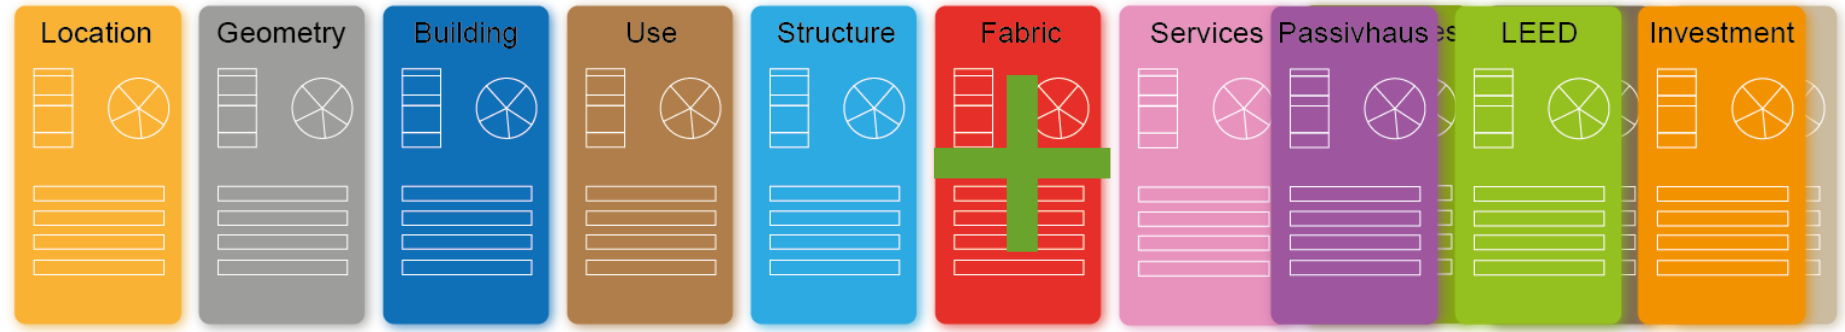 Location
Geometry
Building
Use
Structure
Fabric
Services
Passivhaus
LEED
Investment